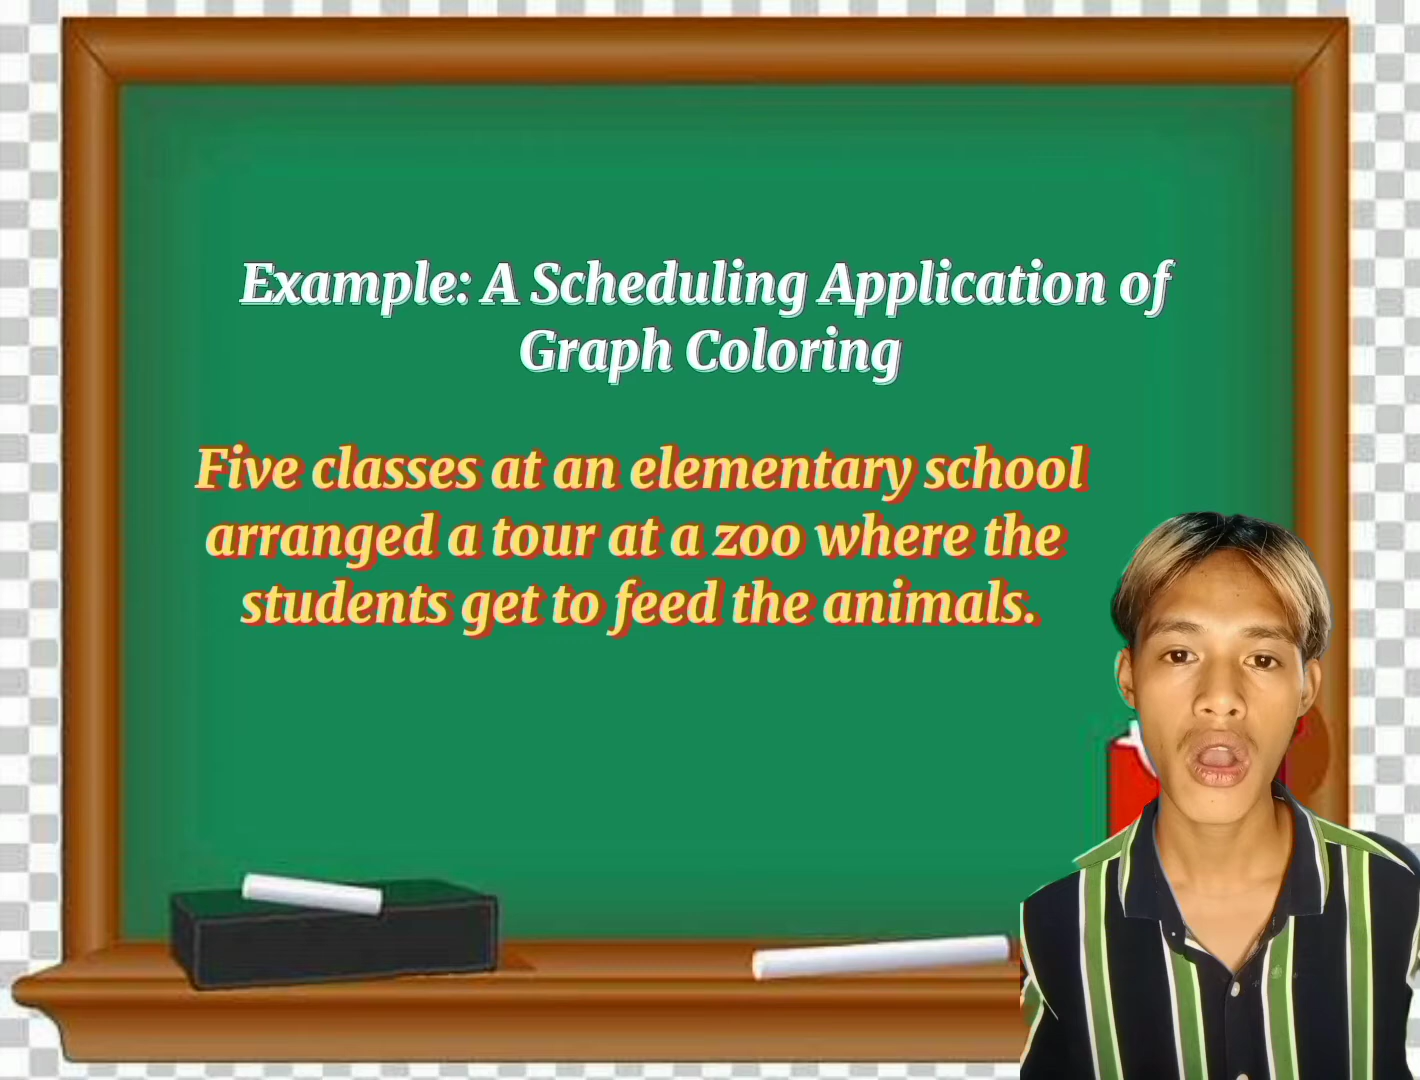 Example: A Scheduling Application of
Graph Coloring
Five classes at an elementary school
arranged a tour at a zoo where the
students get to feed the animals.